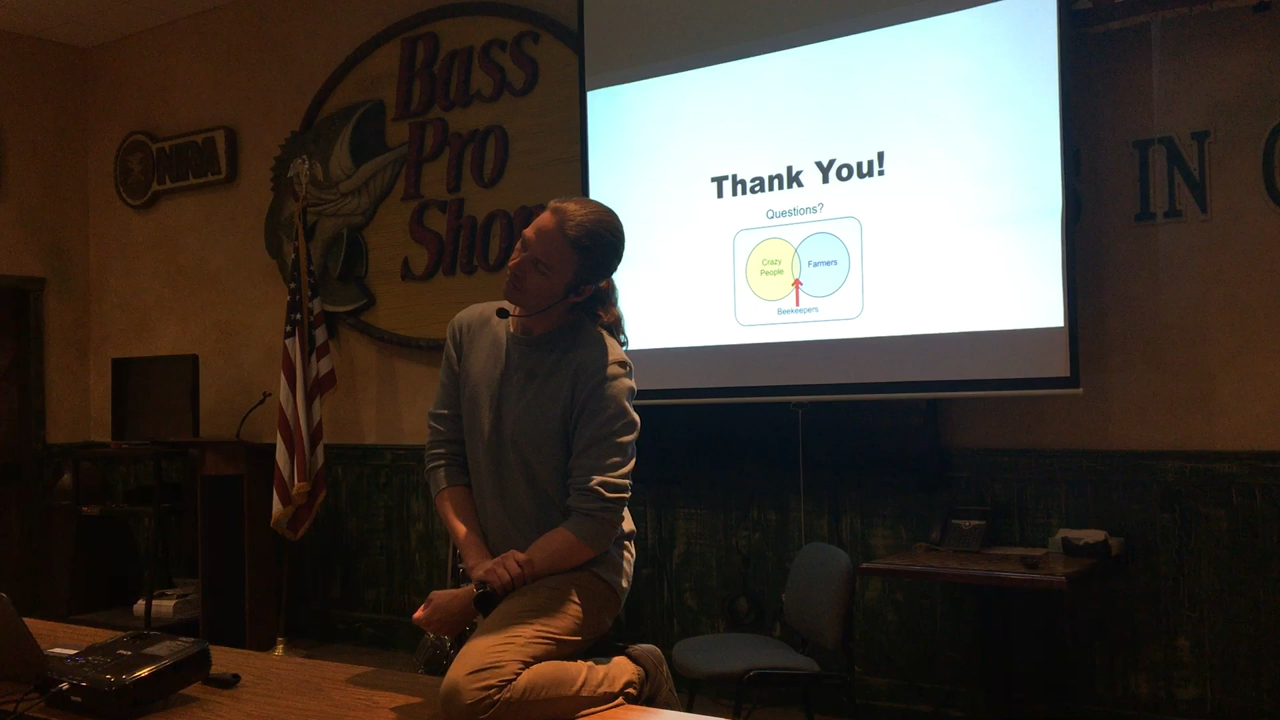 NRA
Bass
Pro
Shop
Thank You!
Questions?
Crazy
People
Farmers
Beekeepers
IN